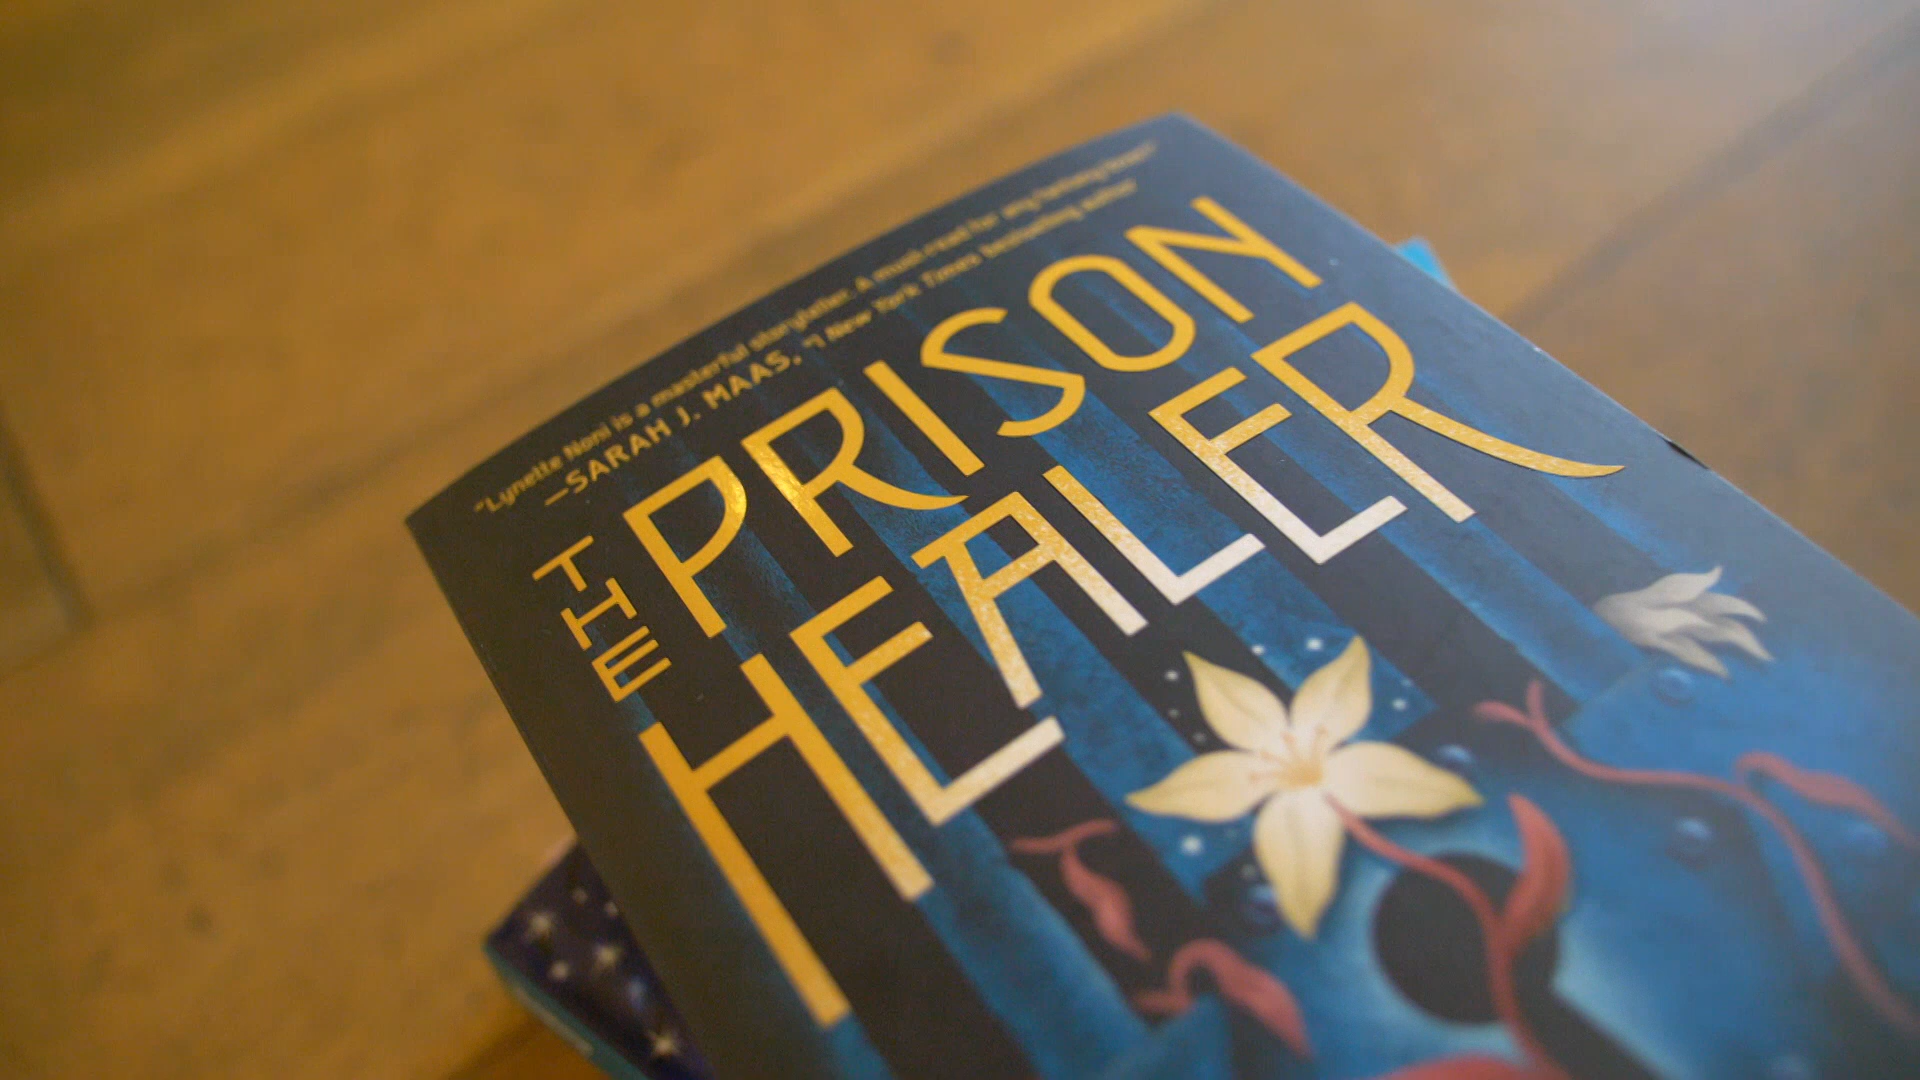 "Lynette Noni is a masterful storyteller. A must-read for any fantasy lover."
—SARAH J. MAAS, #1 New York Times bestselling author
THE
PRISON
HEALER